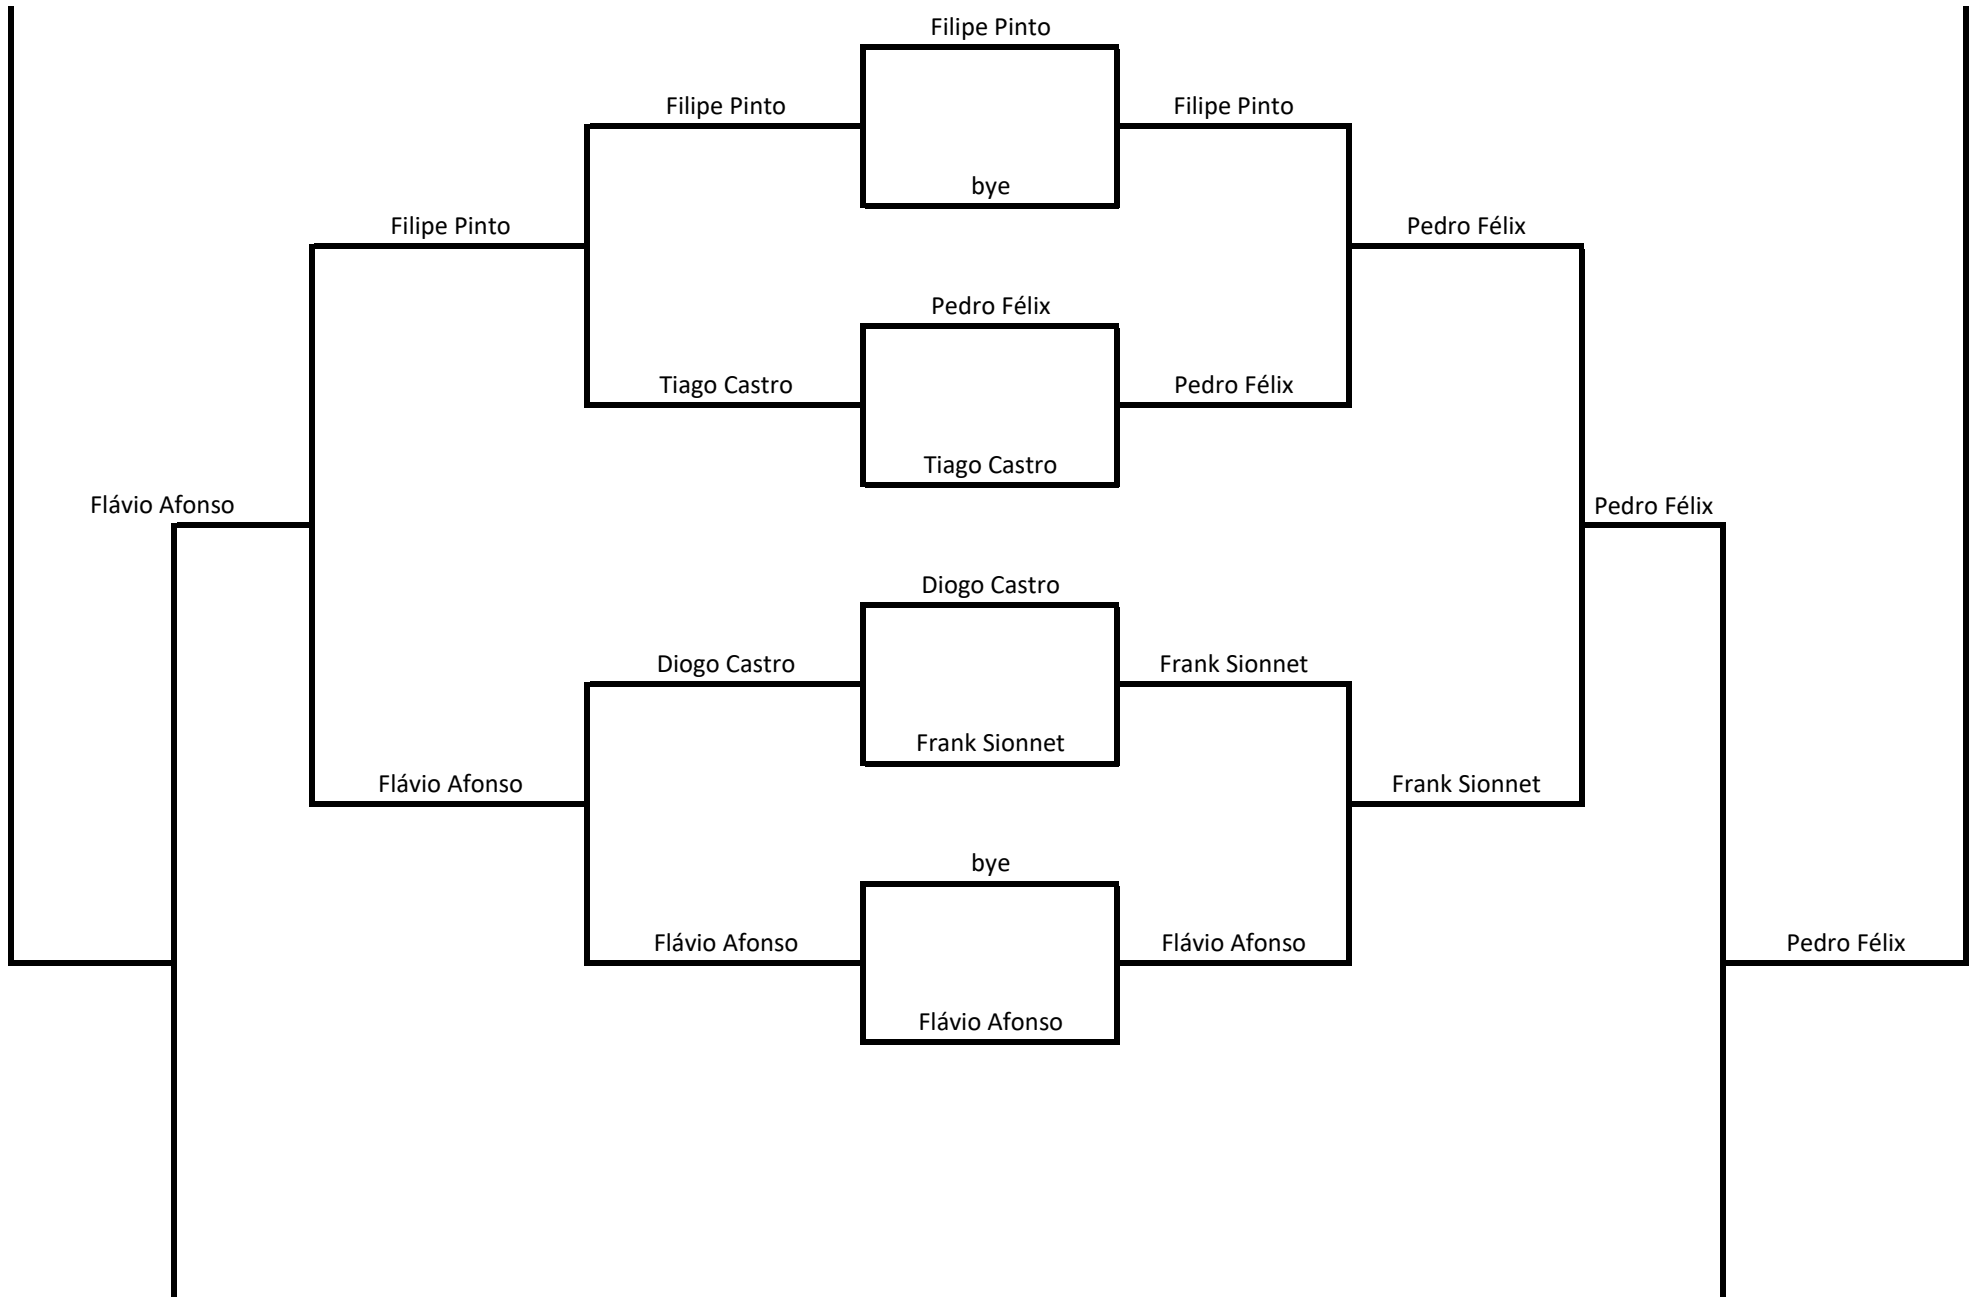 Filipe Pinto
Filipe Pinto
Filipe Pinto
bye
Filipe Pinto
Pedro Félix
Pedro Félix
Tiago Castro
Pedro Félix
Tiago Castro
Flávio Afonso
Pedro Félix
Diogo Castro
Diogo Castro
Frank Sionnet
Frank Sionnet
Flávio Afonso
Frank Sionnet
bye
Flávio Afonso
Flávio Afonso
Pedro Félix
Flávio Afonso